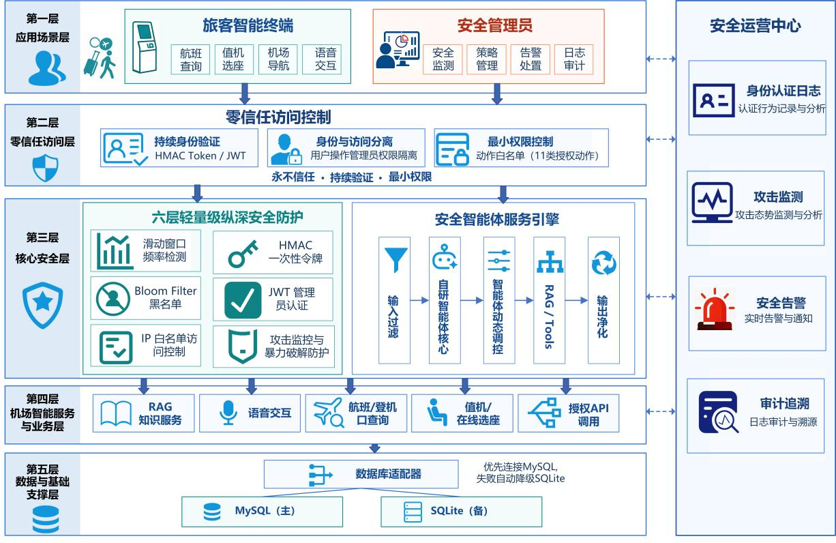 第一层
应用场景层
旅客智能终端
航班
查询
值机
选座
机场
导航
语音
交互
安全管理员
安全
监测
策略
管理
告警
处置
日志
审计
第二层
零信任访问层
零信任访问控制
持续身份验证
HMAC Token / JWT
身份与访问分离
用户操作管理员权限隔离
最小权限控制
动作白名单（11类授权动作）
永不信任 · 持续验证 · 最小权限
第三层
核心安全层
六层轻量级纵深安全防护
滑动窗口
频率检测
HMAC
一次性令牌
Bloom Filter
黑名单
JWT 管理
员认证
IP 白名单访
问控制
攻击监控与
暴力破解防护
安全智能体服务引擎
输入过滤
自研智能体核心
智能体动态调控
RAG / Tools
输出净化
第四层
机场智能服务
与业务层
RAG
知识服务
语音交互
航班/登机
口查询
值机/
在线选座
授权API
调用
第五层
数据与基础
支撑层
数据库适配器
优先连接MySQL,
失败自动降级SQLite
MySQL（主）
SQLite（备）
安全运营中心
身份认证日志
认证行为记录与分析
攻击监测
攻击态势监测与分析
安全告警
实时告警与通知
审计追溯
日志审计与溯源